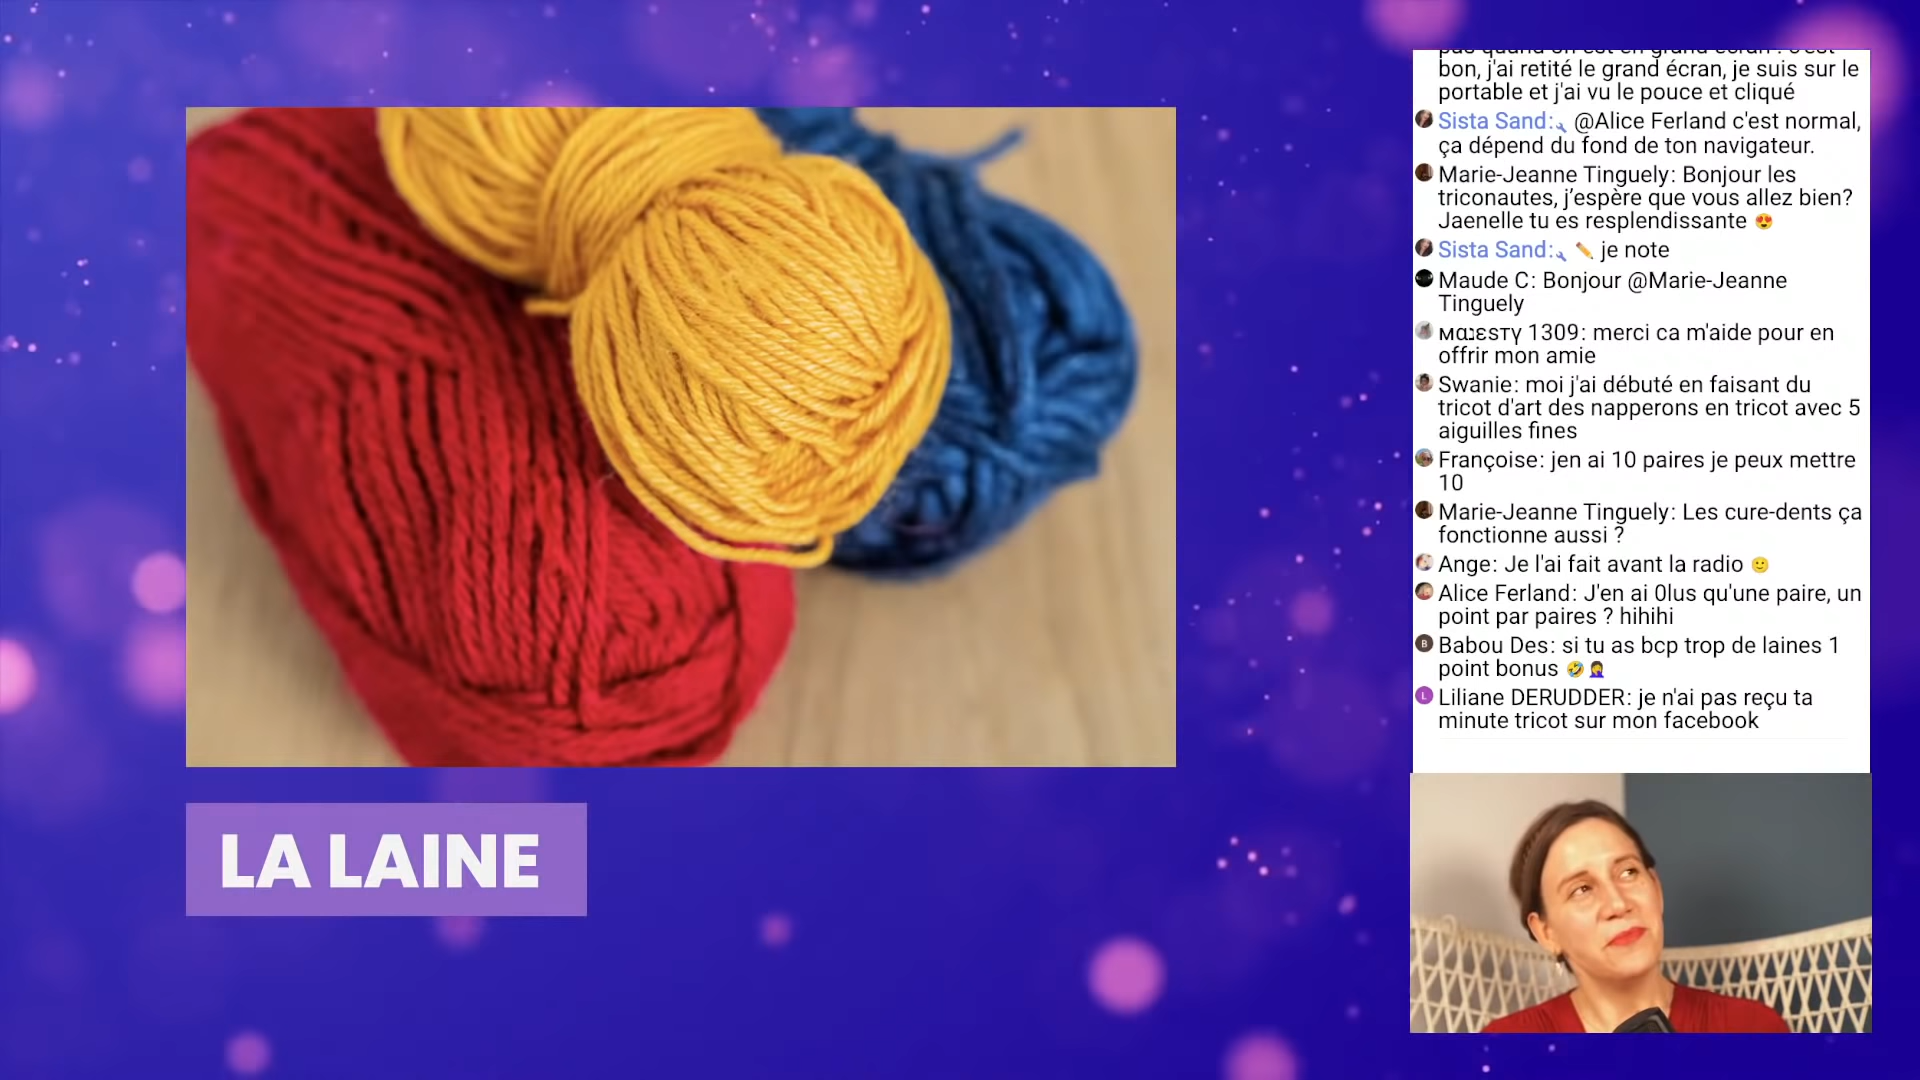 LA LAINE
bon, j'ai retité le grand écran, je suis sur le
portable et j'ai vu le pouce et cliqué
Sista Sand: @Alice Ferland c'est normal,
ça dépend du fond de ton navigateur.
Marie-Jeanne Tinguely: Bonjour les
triconautes, j’espère que vous allez bien?
Jaenelle tu es resplendissante 😍
Sista Sand: ✏️ je note
Maude C: Bonjour @Marie-Jeanne
Tinguely
1309: merci ca m'aide pour en
offrir mon amie
Swanie: moi j'ai débuté en faisant du
tricot d'art des napperons en tricot avec 5
aiguilles fines
Françoise: jen ai 10 paires je peux mettre
10
Marie-Jeanne Tinguely: Les cure-dents ça
fonctionne aussi ?
Ange: Je l'ai fait avant la radio 🙂
Alice Ferland: J'en ai 0lus qu'une paire, un
point par paires ? hihihi
B Babou Des: si tu as bcp trop de laines 1
point bonus 🤣🤦‍♀️
L Liliane DERUDDER: je n'ai pas reçu ta
minute tricot sur mon facebook